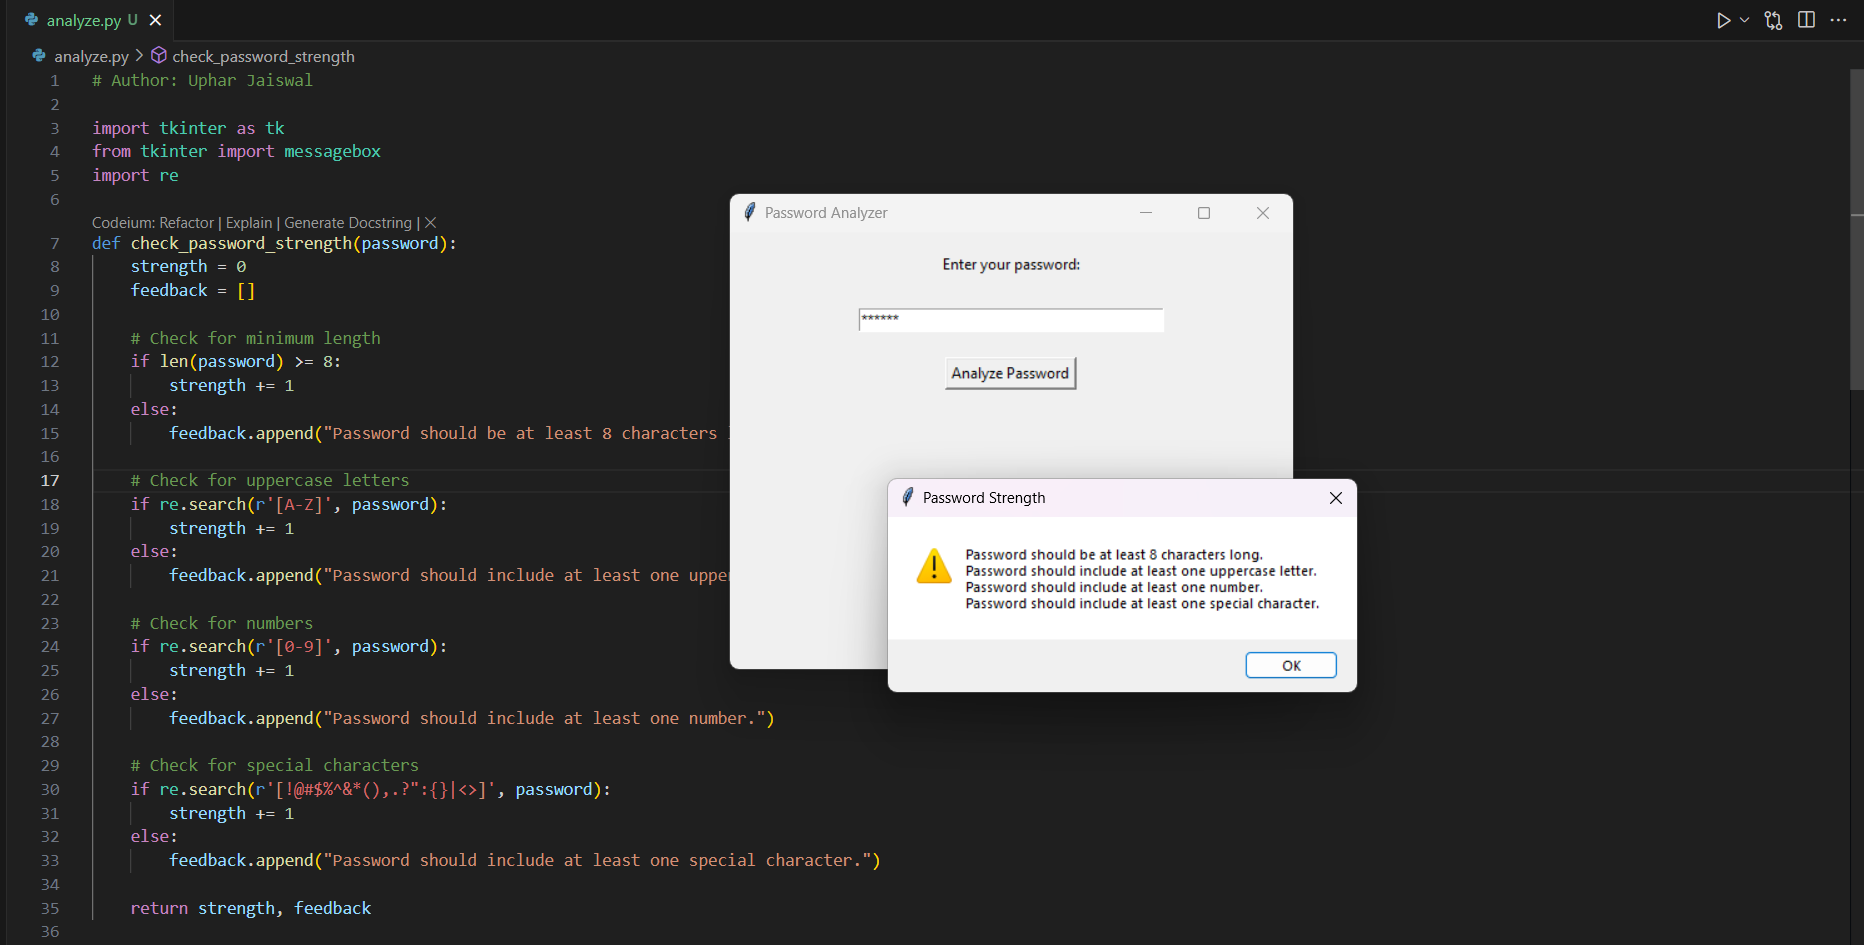 analyze.py U
analyze.py > check_password_strength
1 # Author: Uphar Jaiswal
2
3 import tkinter as tk
4 from tkinter import messagebox
5 import re
6
Codeium: Refactor | Explain | Generate Docstring | ✕
7 def check_password_strength(password):
8     strength = 0
9     feedback = []
10
11     # Check for minimum length
12     if len(password) >= 8:
13         strength += 1
14     else:
15         feedback.append("Password should be at least 8 characters
16
17     # Check for uppercase letters
18     if re.search(r'[A-Z]', password):
19         strength += 1
20     else:
21         feedback.append("Password should include at least one upper
22
23     # Check for numbers
24     if re.search(r'[0-9]', password):
25         strength += 1
26     else:
27         feedback.append("Password should include at least one number.")
28
29     # Check for special characters
30     if re.search(r'[!@#$%^&*(),.?":{}|<>]', password):
31         strength += 1
32     else:
33         feedback.append("Password should include at least one special character.")
34
35     return strength, feedback
36
Password Analyzer
Enter your password:
******
Analyze Password
Password Strength
Password should be at least 8 characters long.
Password should include at least one uppercase letter.
Password should include at least one number.
Password should include at least one special character.
OK